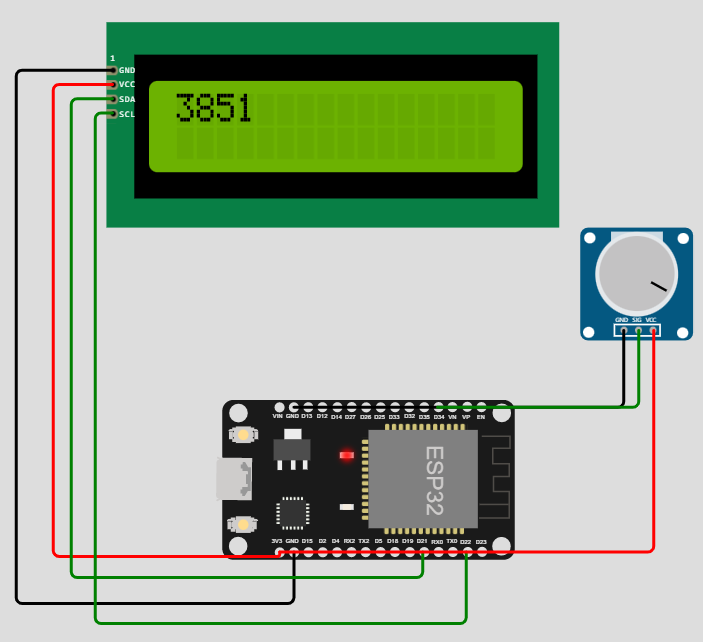 1
GND
VCC
SDA
SCL
3851
GND SIG VCC
VIN GND D13 D12 D14 D27 D26 D25 D33 D32 D35 D34 VN VP EN
ESP32
3V3 GND D15 D2 D4 RX2 TX2 D5 D18 D19 D21 RX0 TX0 D22 D23